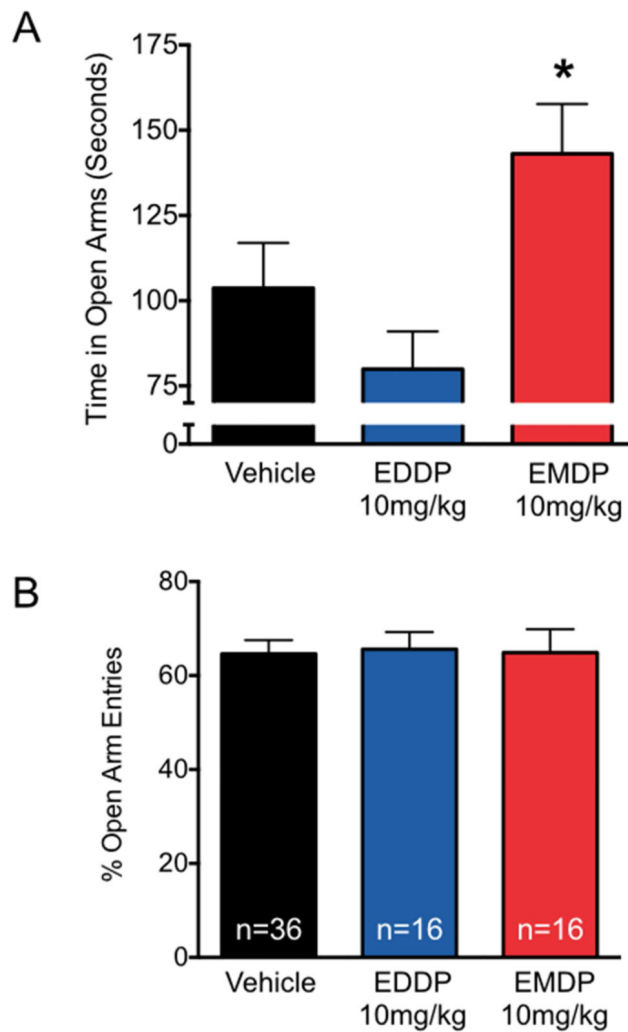 A
Time in Open Arms (Seconds)
175
150
125
100
75
0
*
Vehicle
EDDP
10mg/kg
EMDP
10mg/kg
B
% Open Arm Entries
80
60
40
20
0
n=36
n=16
n=16
Vehicle
EDDP
10mg/kg
EMDP
10mg/kg